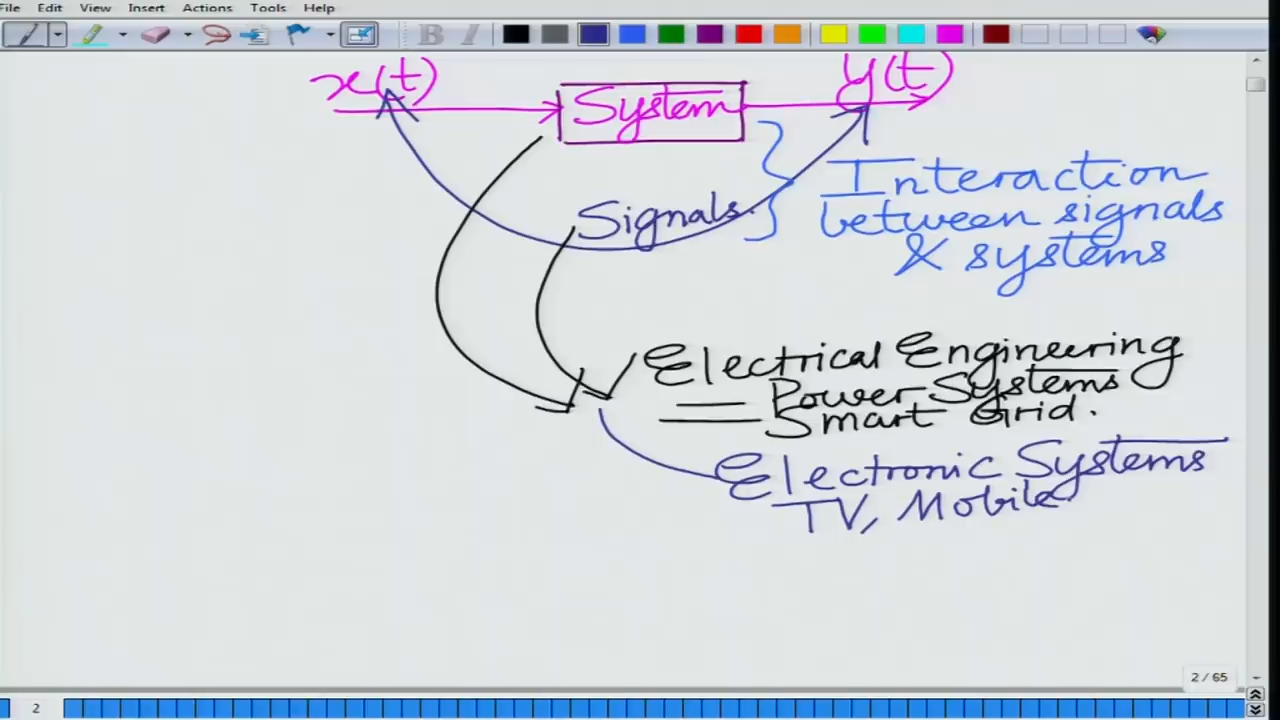 File Edit View Insert Actions Tools Help
x(t) System y(t)
Signals.
Interaction
between signals
& systems
Electrical Engineering
Power Systems
Smart Grid.
Electronic Systems
TV, Mobile
2 / 65
2